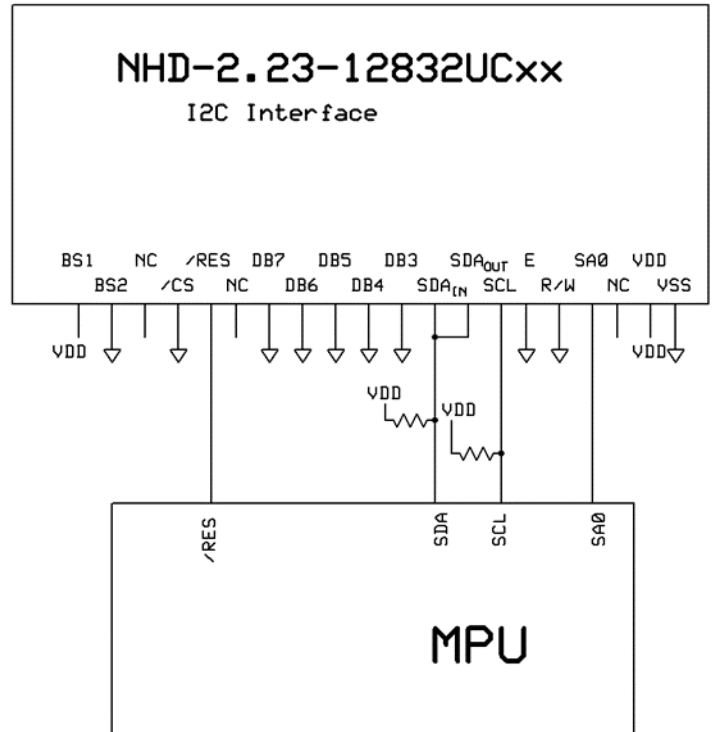 NHD-2.23-12832UCxx
I2C Interface
BS1 NC /RES DB7 DB5 DB3 SDAOUT E SA0 VDD
BS2 /CS NC DB6 DB4 SDAIN SCL R/W NC VSS
VDD VDD
VDD
VDD
/RES SDA SCL SA0
MPU